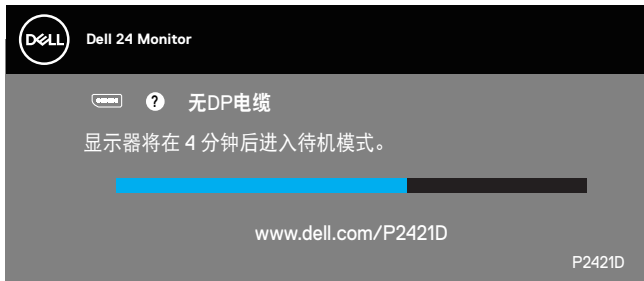 DELL
Dell 24 Monitor
? 无DP电缆
显示器将在 4 分钟后进入待机模式。
www.dell.com/P2421D
P2421D